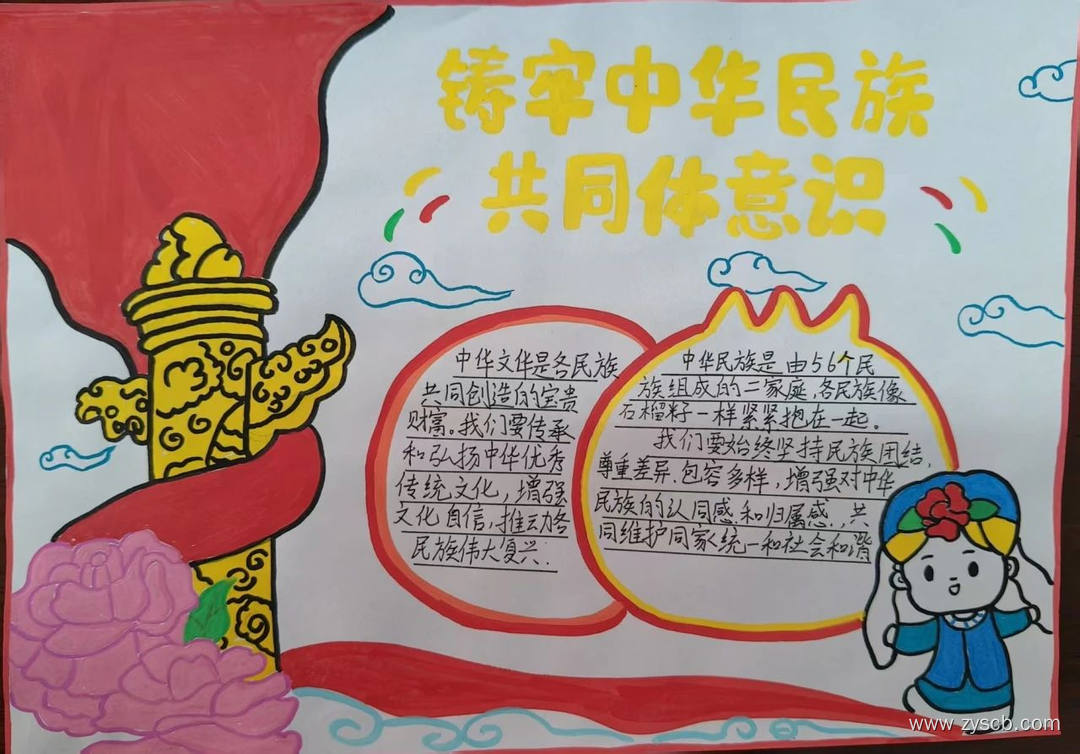 铸牢中华民族
共同体意识
中华文华是各民族
共同创造的宝贵
财富。我们要传承
和弘扬中华优秀
传统文化，增强
文化自信，推动各
民族伟大复兴.
中华民族是由56个民
族组成的二家庭.各民族像
石榴籽一样紧紧抱在一起。
我们要始终坚持民族团结,
尊重差异.包容多样，增强对中华
民族的认同感和归属感.共
同维护同家统一和社会和谐
www.zyscb.com